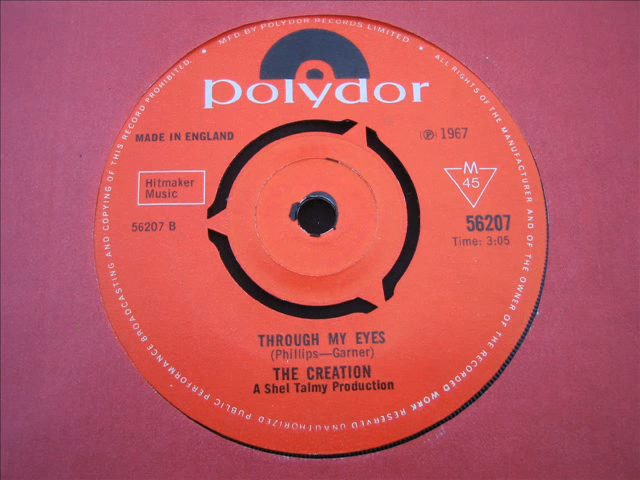 MFD BY POLYDOR RECORDS LIMITED • ALL RIGHTS OF THE MANUFACTURER AND OF THE OWNER OF THE RECORDED WORK RESERVED UNAUTHORIZED PUBLIC PERFORMANCE BROADCASTING AND COPYING OF THIS RECORD PROHIBITED.
polydor
MADE IN ENGLAND
℗ 1967
Hitmaker
Music
M
45
56207 B
56207
Time: 3:05
THROUGH MY EYES
(Phillips—Garner)
THE CREATION
A Shel Talmy Production